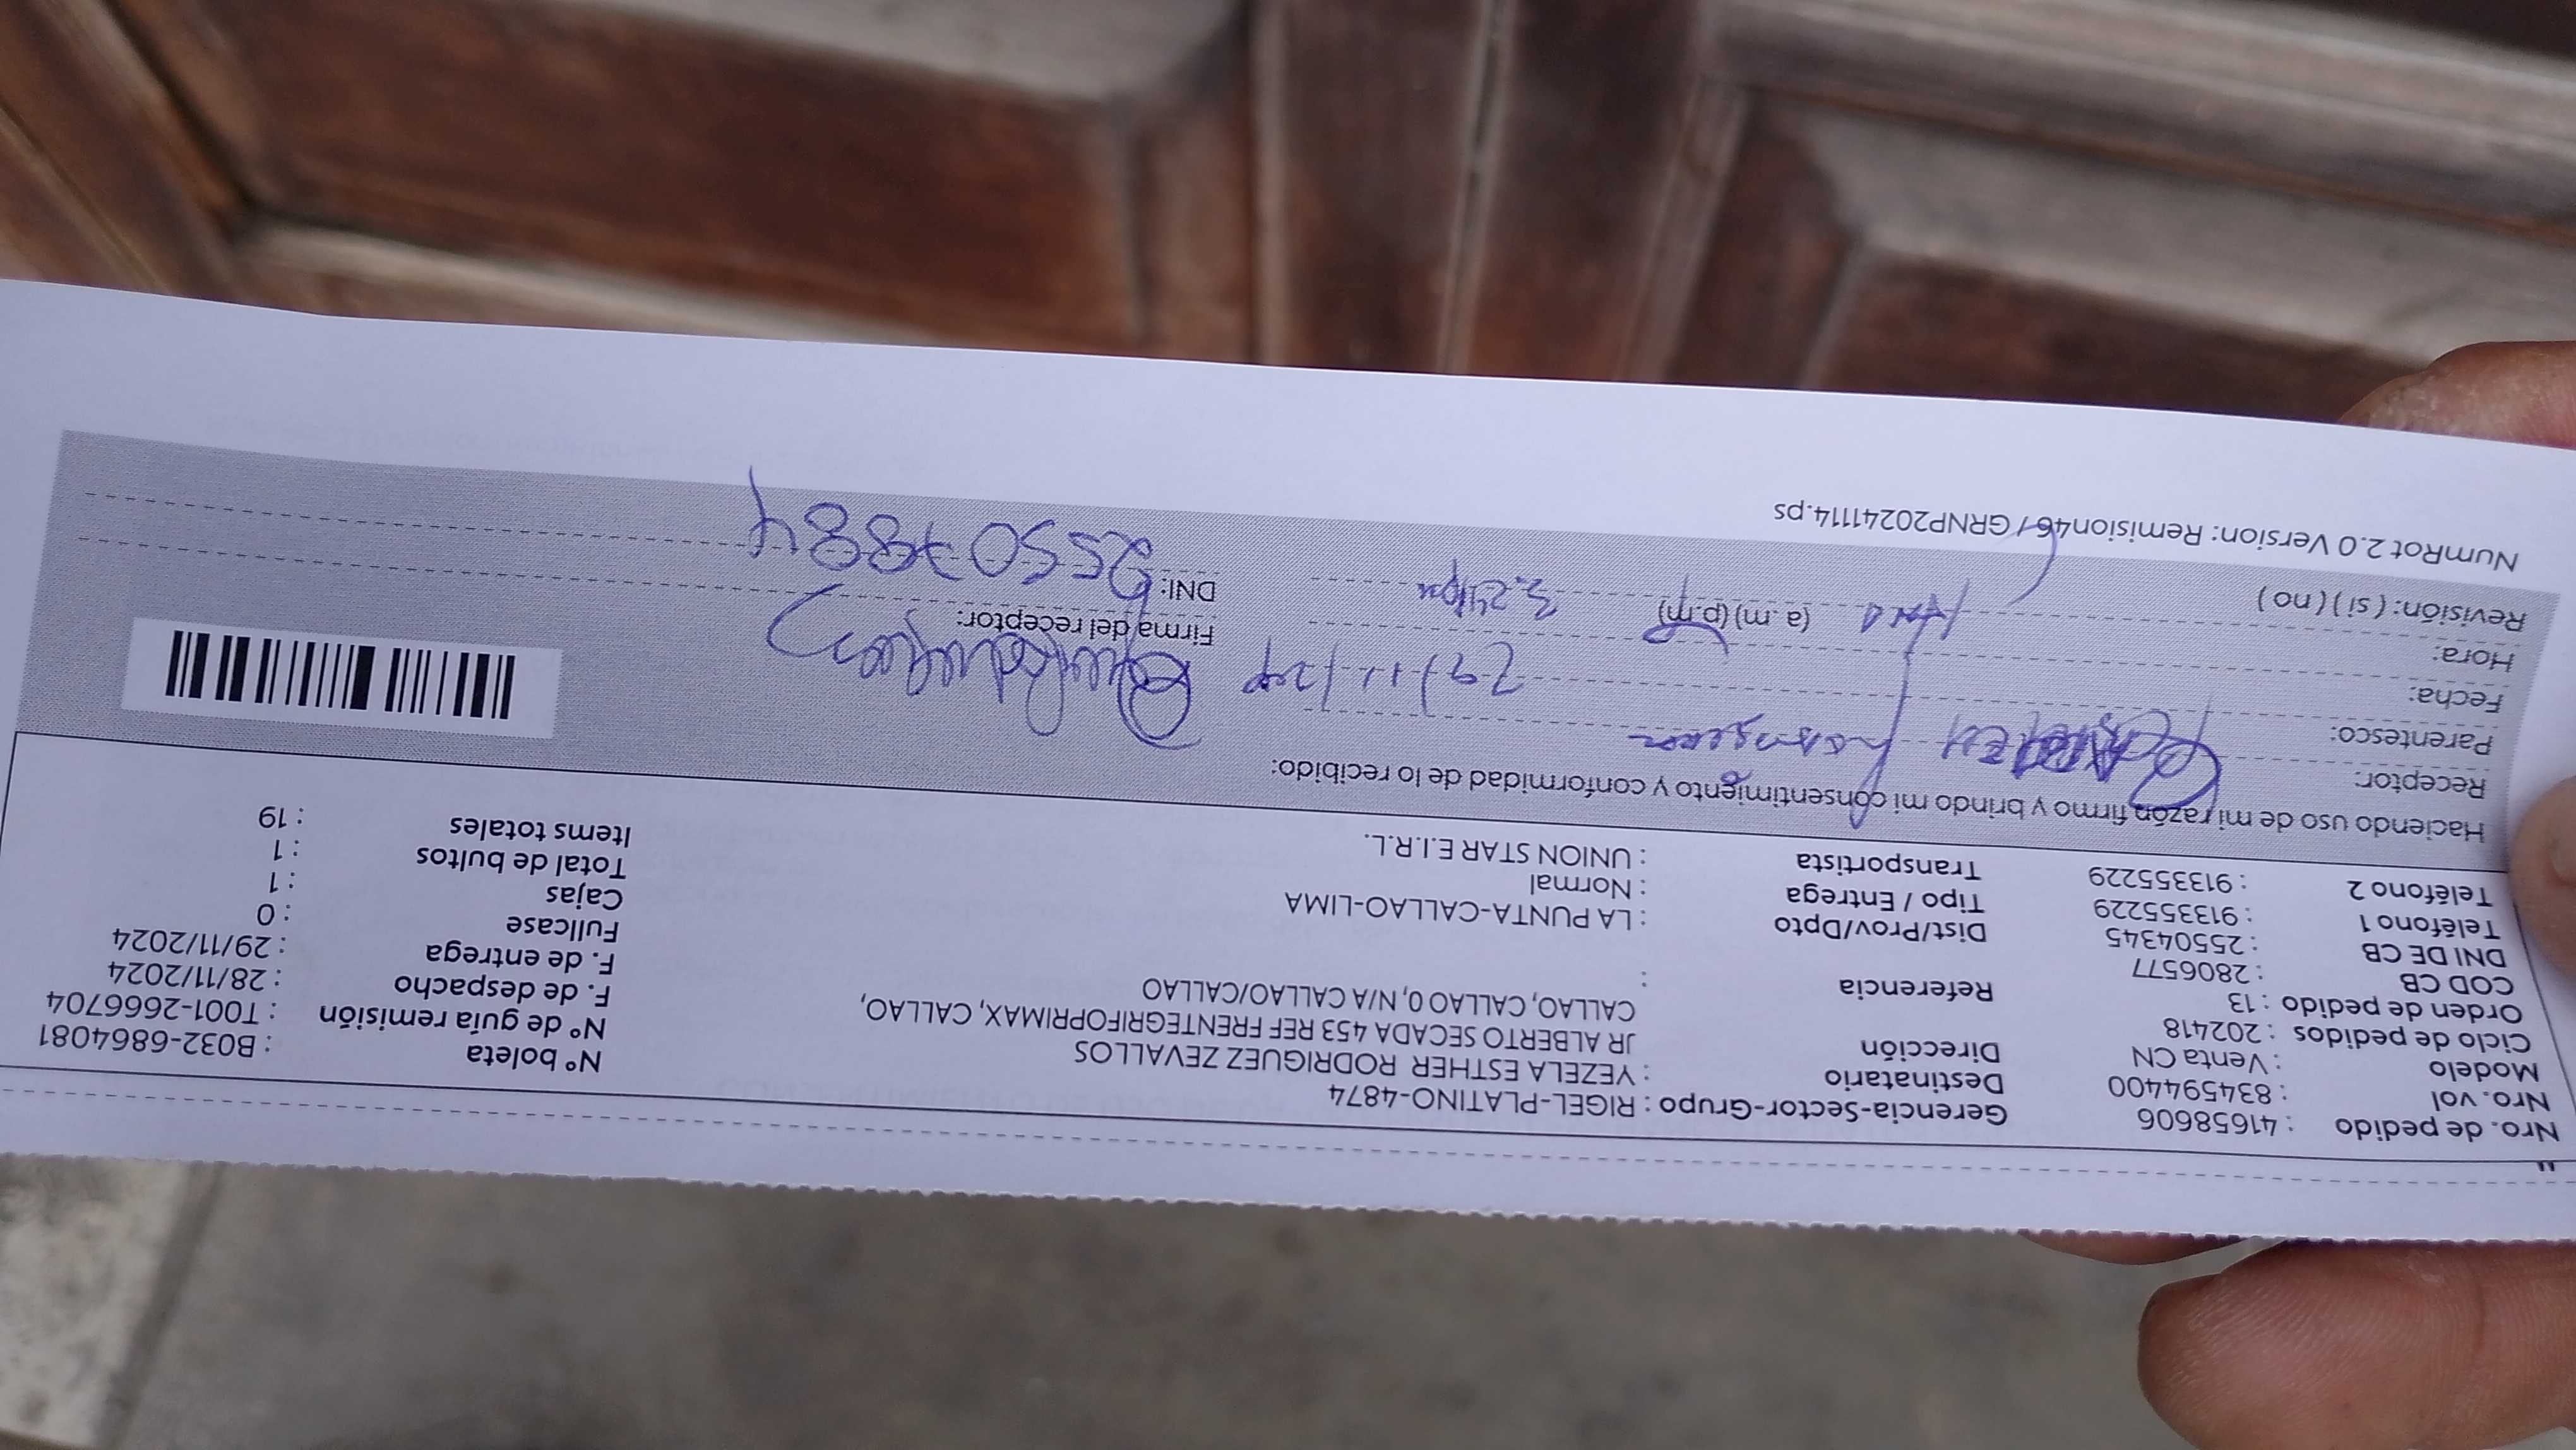 Nro. de pedido : 41658606 Gerencia-Sector-Grupo : RIGEL-PLATINO-4874 Nº boleta : B032-6864081
Nro. vol : 834594400 Destinatario : YEZELA ESTHER RODRIGUEZ ZEVALLOS Nº de guía remisión : T001-2666704
Modelo : Venta CN Dirección JR ALBERTO SECADA 453 REF FRENTEGRIFOPRIMAX, CALLAO, F. de despacho : 28/11/2024
Ciclo de pedidos : 202418 CALLAO, CALLAO 0, N/A CALLAO/CALLAO F. de entrega : 29/11/2024
Orden de pedido : 13 Referencia : Fullcase : 0
COD CB : 2806577 Cajas : 1
DNI DE CB : 25504345 Dist/Prov/Dpto : LA PUNTA-CALLAO-LIMA Total de bultos : 1
Teléfono 1 : 913355229 Tipo / Entrega : Normal Items totales : 19
Teléfono 2 : 913355229 Transportista : UNION STAR E.I.R.L.
Haciendo uso de mi razón firmo y brindo mi consentimiento y conformidad de lo recibido:
Receptor:
Parentesco:
Fecha: 29/11/24 Firma del receptor:
Hora: (a.m) (p.m) 3.24pm DNI: 25507884
Revisión: ( si ) ( no )
NumRot 2.0 Version: Remision46 / GRNP20241114.ps